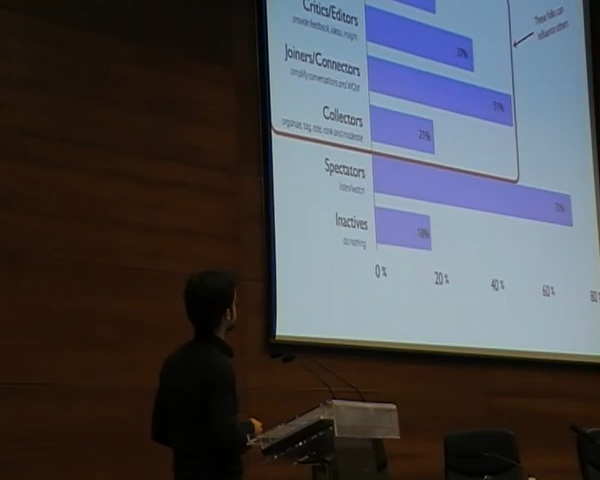 Critics/Editors
provide feedback, ideas, insight
37%
These folks can
influence others
Joiners/Connectors
amplify conversations and WOM
51%
Collectors
organize, tag, rate, rank and moderate
21%
Spectators
listen/watch
Inactives
do nothing
18%
0% 20% 40% 60% 80%